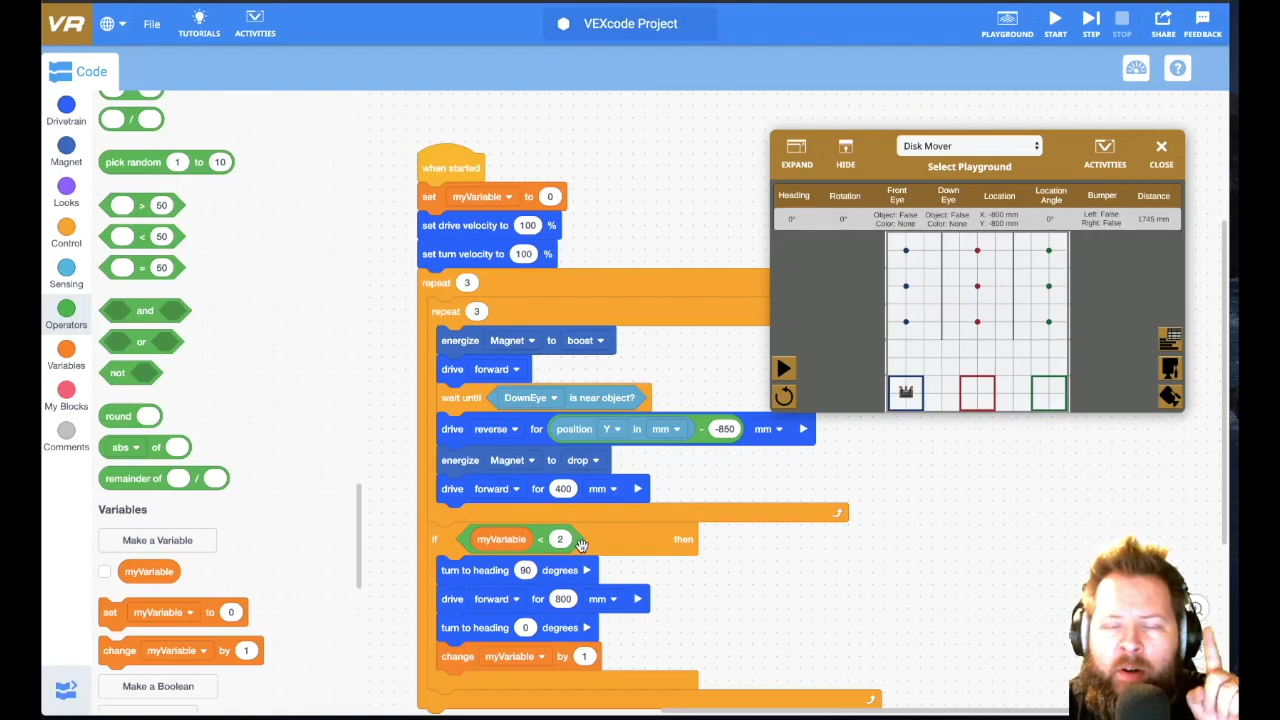 VR
File
TUTORIALS
ACTIVITIES
VEXcode Project
PLAYGROUND
START
STEP
STOP
SHARE
FEEDBACK
Code
?
Drivetrain
Magnet
Looks
Control
Sensing
Operators
Variables
My Blocks
Comments
/
pick random 1 to 10
> 50
< 50
= 50
and
or
not
round
abs of
remainder of /
Variables
Make a Variable
myVariable
set myVariable to 0
change myVariable by 1
Make a Boolean
when started
set myVariable to 0
set drive velocity to 100 %
set turn velocity to 100 %
repeat 3
repeat 3
energize Magnet to boost
drive forward
wait until DownEye is near object?
drive reverse for position Y in mm - -850 mm
energize Magnet to drop
drive forward for 400 mm
if myVariable < 2 then
turn to heading 90 degrees
drive forward for 800 mm
turn to heading 0 degrees
change myVariable by 1
EXPAND
HIDE
Disk Mover
Select Playground
ACTIVITIES
CLOSE
Heading Rotation Front Eye Down Eye Location Location Angle Bumper Distance
0° 0° Object: False Color: None Object: False Color: None X: -800 mm Y: -800 mm 0° Left: False Right: False 1745 mm